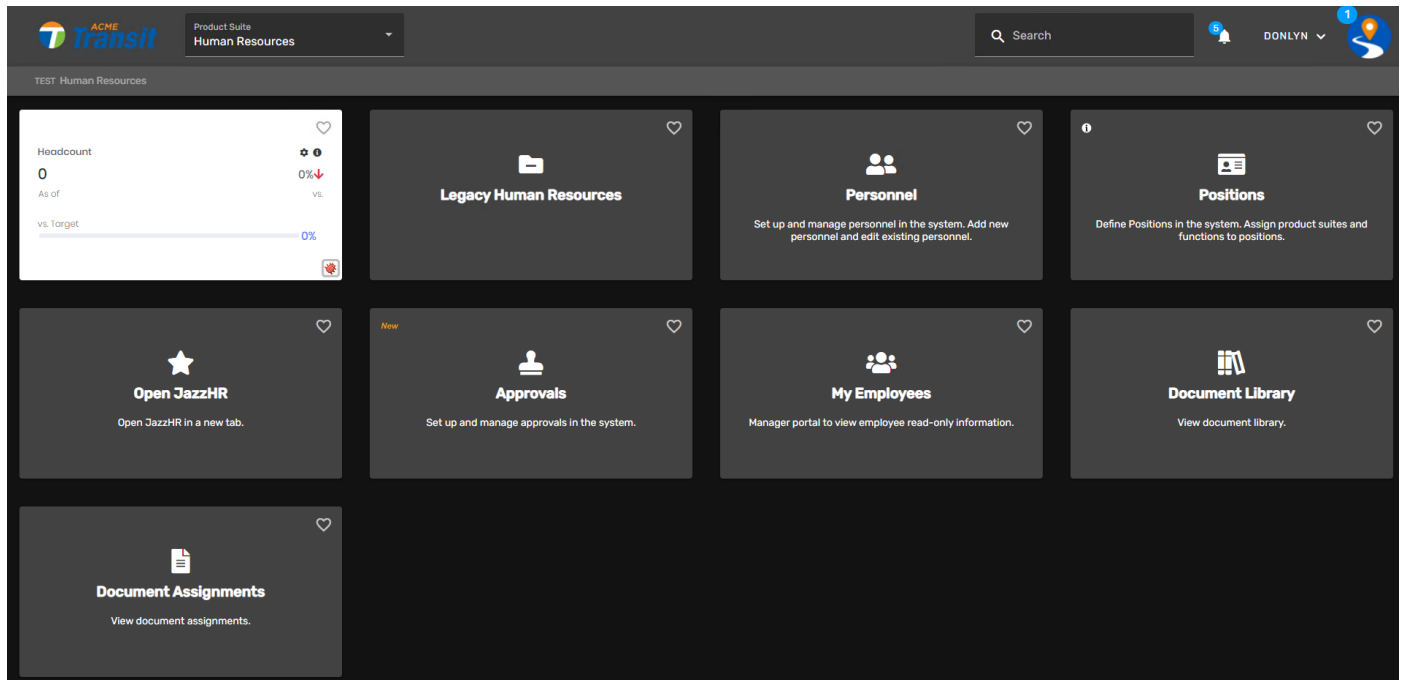 ACME
Transit
Product Suite
Human Resources
Search
5
DONLYN
1
TEST Human Resources
Headcount
0
0%
As of
vs.
vs. Target
0%
Legacy Human Resources
Personnel
Set up and manage personnel in the system. Add new
personnel and edit existing personnel.
Positions
Define Positions in the system. Assign product suites and
functions to positions.
Open JazzHR
Open JazzHR in a new tab.
New
Approvals
Set up and manage approvals in the system.
My Employees
Manager portal to view employee read-only information.
Document Library
View document library.
Document Assignments
View document assignments.